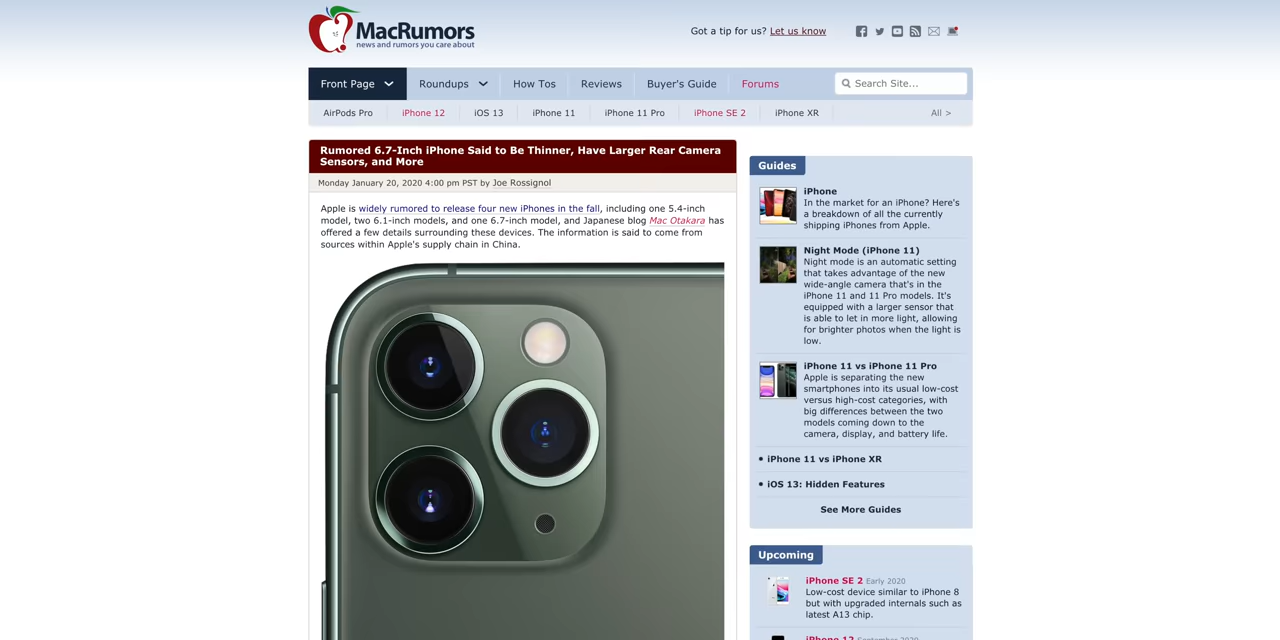 MacRumors
news and rumors you care about
Got a tip for us? Let us know
Front Page
Roundups
How Tos
Reviews
Buyer's Guide
Forums
Search Site...
AirPods Pro
iPhone 12
iOS 13
iPhone 11
iPhone 11 Pro
iPhone SE 2
iPhone XR
All >
Rumored 6.7-Inch iPhone Said to Be Thinner, Have Larger Rear Camera
Sensors, and More
Monday January 20, 2020 4:00 pm PST by Joe Rossignol
Apple is widely rumored to release four new iPhones in the fall, including one 5.4-inch
model, two 6.1-inch models, and one 6.7-inch model, and Japanese blog Mac Otakara has
offered a few details surrounding these devices. The information is said to come from
sources within Apple's supply chain in China.
Guides
iPhone
In the market for an iPhone? Here's
a breakdown of all the currently
shipping iPhones from Apple.
Night Mode (iPhone 11)
Night mode is an automatic setting
that takes advantage of the new
wide-angle camera that's in the
iPhone 11 and 11 Pro models. It's
equipped with a larger sensor that
is able to let in more light, allowing
for brighter photos when the light is
low.
iPhone 11 vs iPhone 11 Pro
Apple is separating the new
smartphones into its usual low-cost
versus high-cost categories, with
big differences between the two
models coming down to the
camera, display, and battery life.
• iPhone 11 vs iPhone XR
• iOS 13: Hidden Features
See More Guides
Upcoming
iPhone SE 2 Early 2020
Low-cost device similar to iPhone 8
but with upgraded internals such as
latest A13 chip.
iPhone 12 September 2020